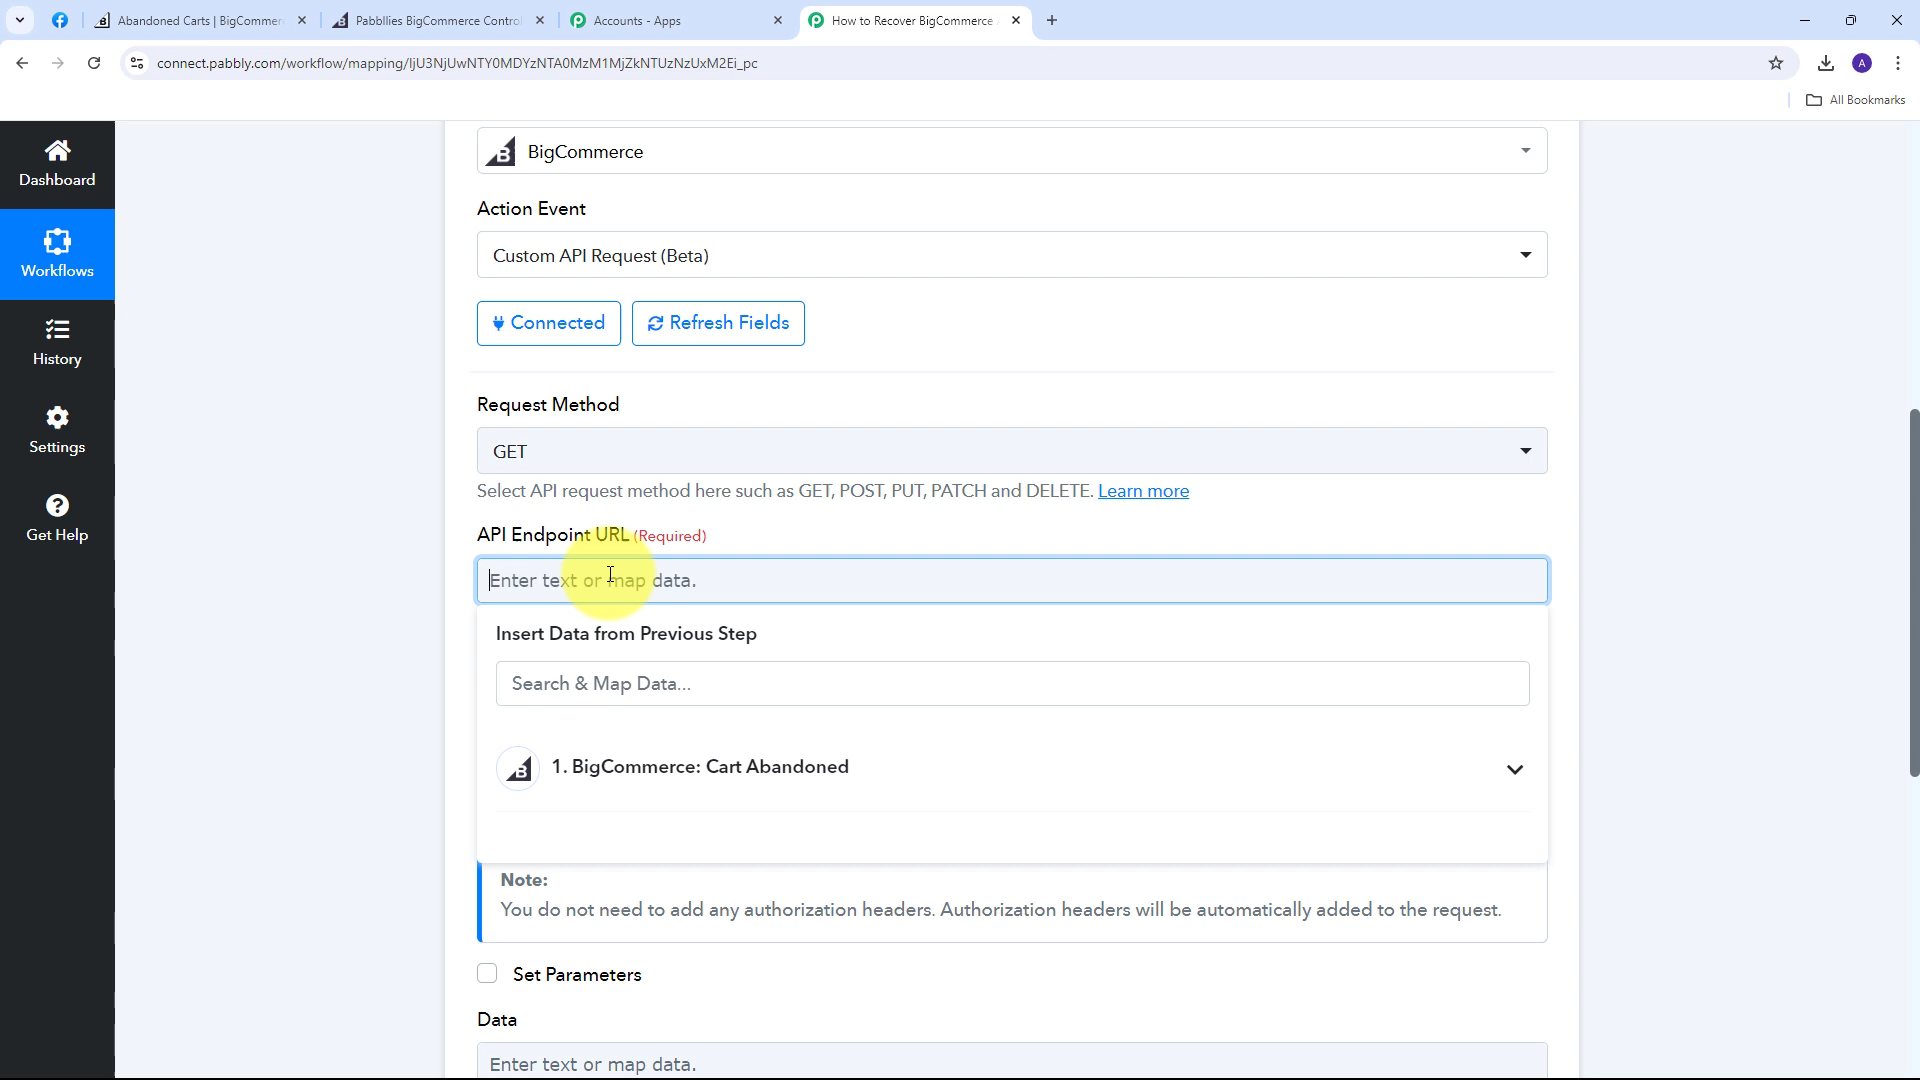 Abandoned Carts | BigCommer
Pabbllies BigCommerce Contro
Accounts - Apps
How to Recover BigCommerce
connect.pabbly.com/workflow/mapping/IjU3NjUwNTY0MDYzNTA0MzM1MjZkNTUzNzUxM2Ei_pc
A
All Bookmarks
Dashboard
Workflows
History
Settings
Get Help
BigCommerce
Action Event
Custom API Request (Beta)
Connected
Refresh Fields
Request Method
GET
Select API request method here such as GET, POST, PUT, PATCH and DELETE. Learn more
API Endpoint URL (Required)
Enter text or map data.
Insert Data from Previous Step
Search & Map Data...
1. BigCommerce: Cart Abandoned
Note:
You do not need to add any authorization headers. Authorization headers will be automatically added to the request.
Set Parameters
Data
Enter text or map data.